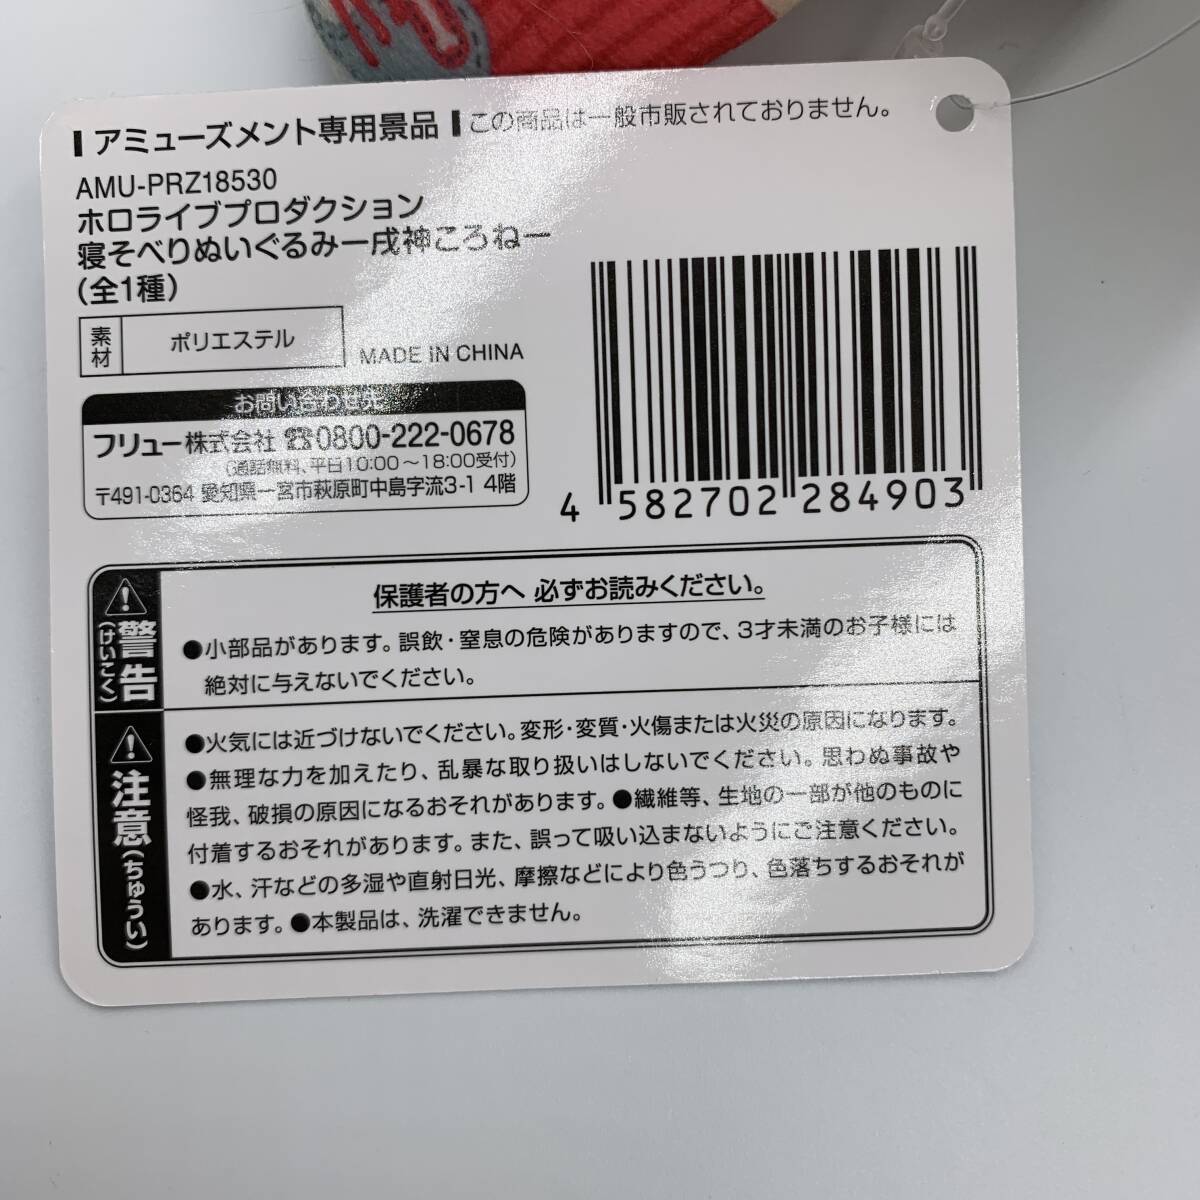 アミューズメント専用景品 この商品は一般市販されておりません。
AMU-PRZ18530
ホロライブプロダクション
寝そべりぬいぐるみー戌神ころねー
(全1種)
素材 ポリエステル
MADE IN CHINA
お問い合わせ先
フリュー株式会社 ☎0800-222-0678
(通話無料、平日10:00～18:00受付)
〒491-0364 愛知県一宮市萩原町中島字流3-1 4階
4 582702 284903
警告(けいこく)
保護者の方へ 必ずお読みください。
●小部品があります。誤飲・窒息の危険がありますので、3才未満のお子様には
絶対に与えないでください。
注意(ちゅうい)
●火気には近づけないでください。変形・変質・火傷または火災の原因になります。
●無理な力を加えたり、乱暴な取り扱いはしないでください。思わぬ事故や
怪我、破損の原因になるおそれがあります。●繊維等、生地の一部が他のものに
付着するおそれがあります。また、誤って吸い込まないようにご注意ください。
●水、汗などの多湿や直射日光、摩擦などにより色うつり、色落ちするおそれが
あります。●本製品は、洗濯できません。